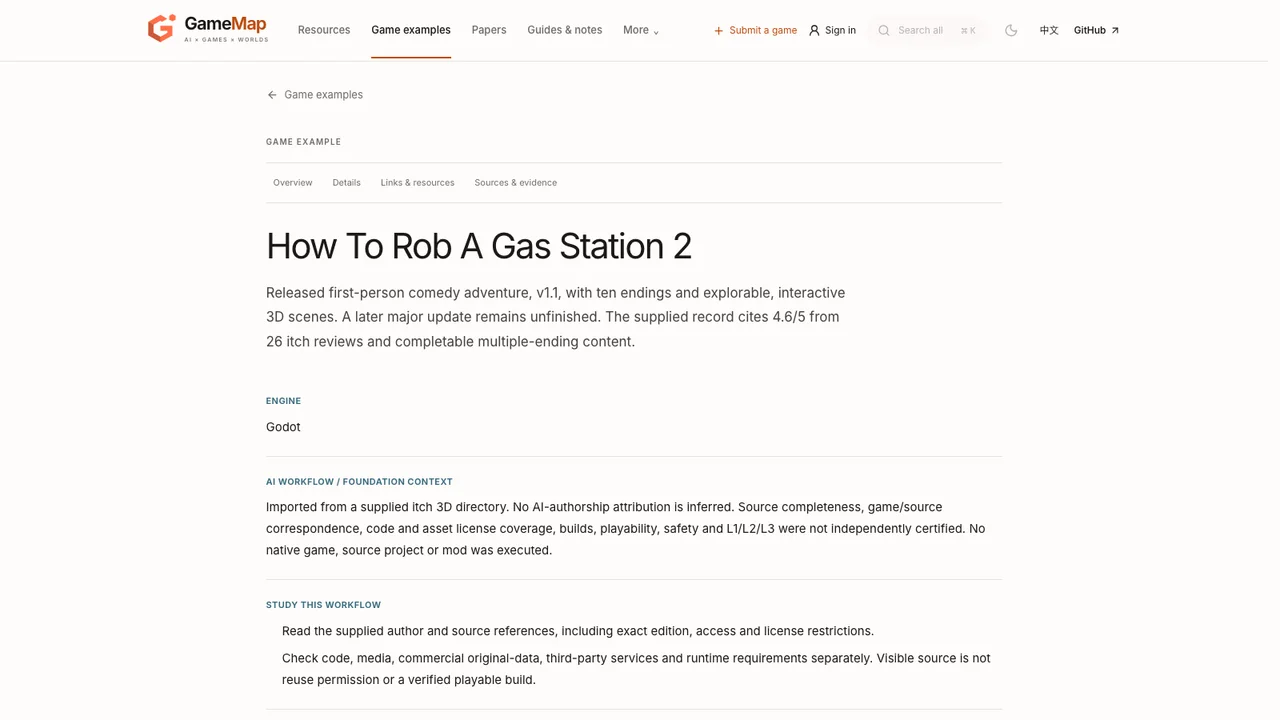 GameMap
AI × GAMES × WORLDS
Resources
Game examples
Papers
Guides & notes
More
Submit a game
Sign in
Search all
⌘ K
中文
GitHub
Game examples
GAME EXAMPLE
Overview
Details
Links & resources
Sources & evidence
How To Rob A Gas Station 2
Released first-person comedy adventure, v1.1, with ten endings and explorable, interactive
3D scenes. A later major update remains unfinished. The supplied record cites 4.6/5 from
26 itch reviews and completable multiple-ending content.
ENGINE
Godot
AI WORKFLOW / FOUNDATION CONTEXT
Imported from a supplied itch 3D directory. No AI-authorship attribution is inferred. Source completeness, game/source
correspondence, code and asset license coverage, builds, playability, safety and L1/L2/L3 were not independently certified. No
native game, source project or mod was executed.
STUDY THIS WORKFLOW
Read the supplied author and source references, including exact edition, access and license restrictions.
Check code, media, commercial original-data, third-party services and runtime requirements separately. Visible source is not
reuse permission or a verified playable build.